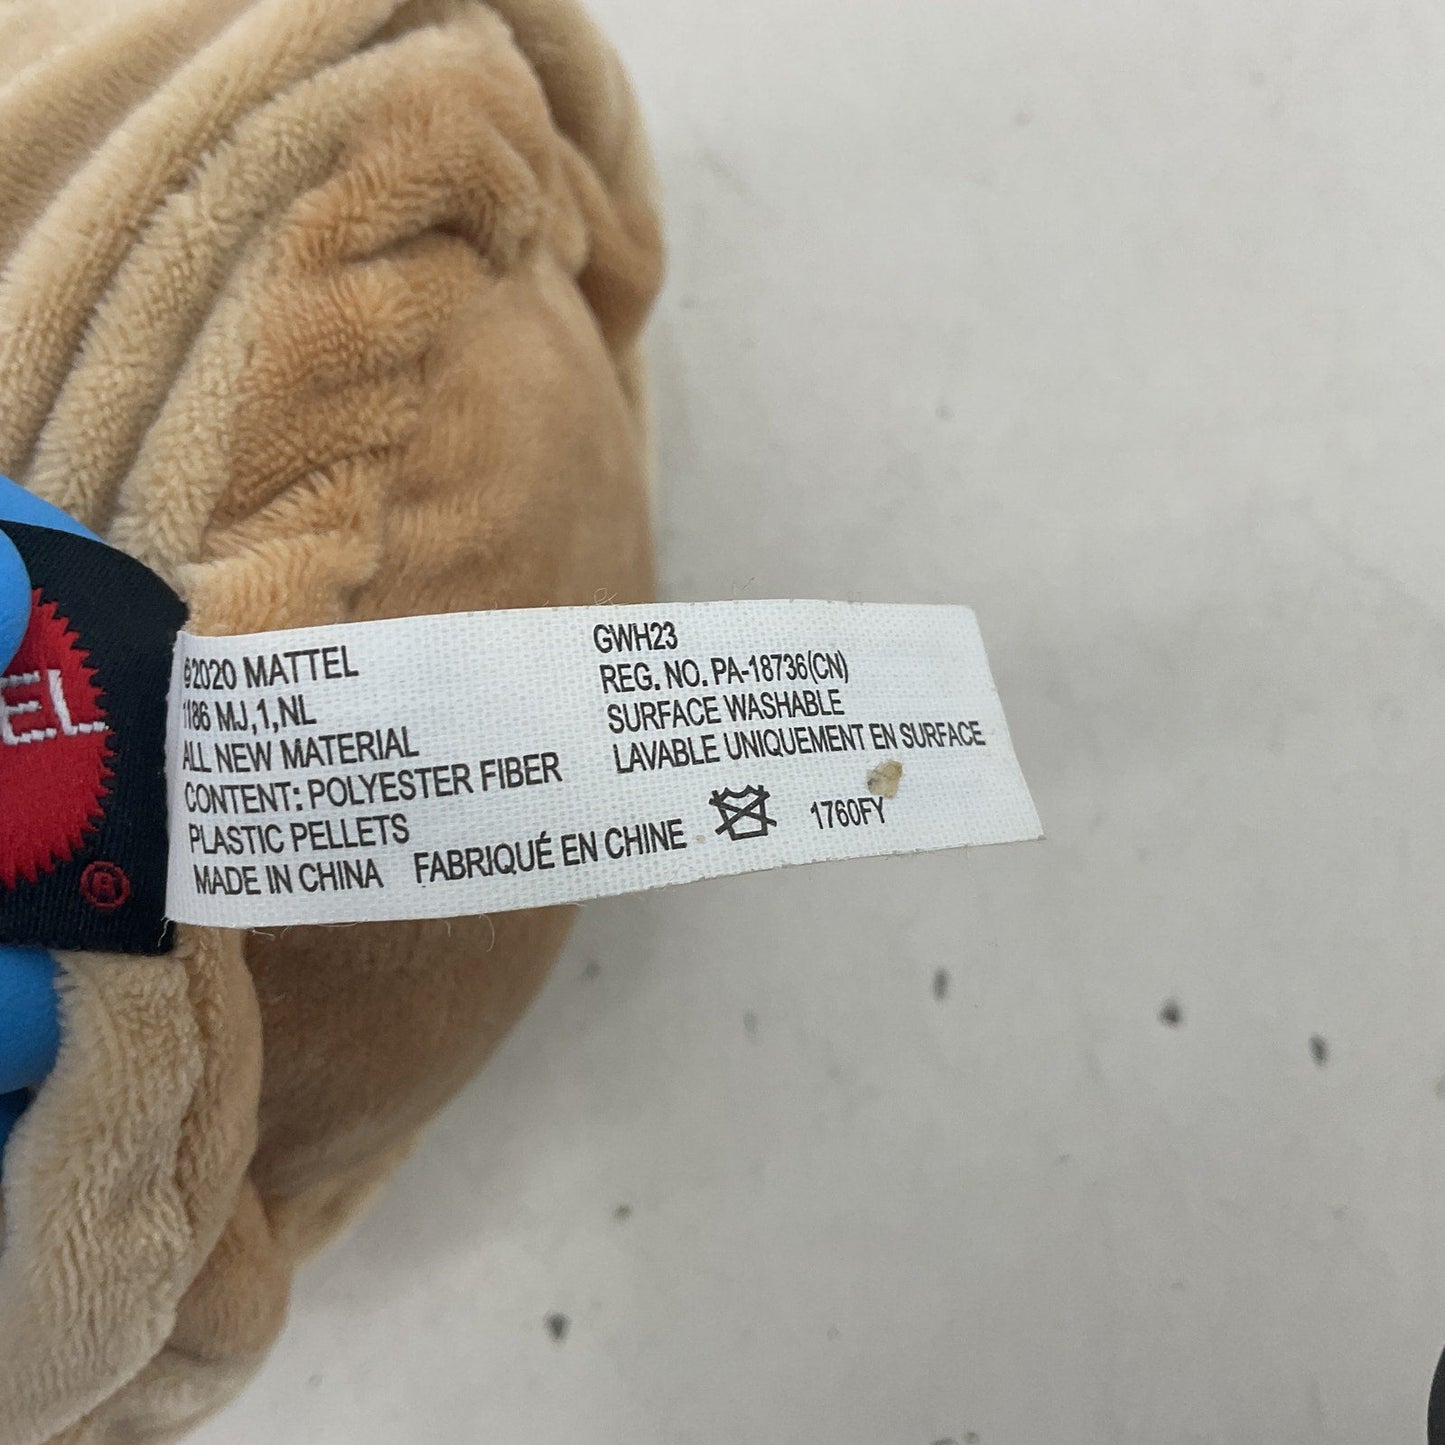 EL
®
©2020 MATTEL
1186 MJ,1,NL
ALL NEW MATERIAL
CONTENT: POLYESTER FIBER
PLASTIC PELLETS
MADE IN CHINA FABRIQUÉ EN CHINE
GWH23
REG. NO. PA-18736(CN)
SURFACE WASHABLE
LAVABLE UNIQUEMENT EN SURFACE
1760FY